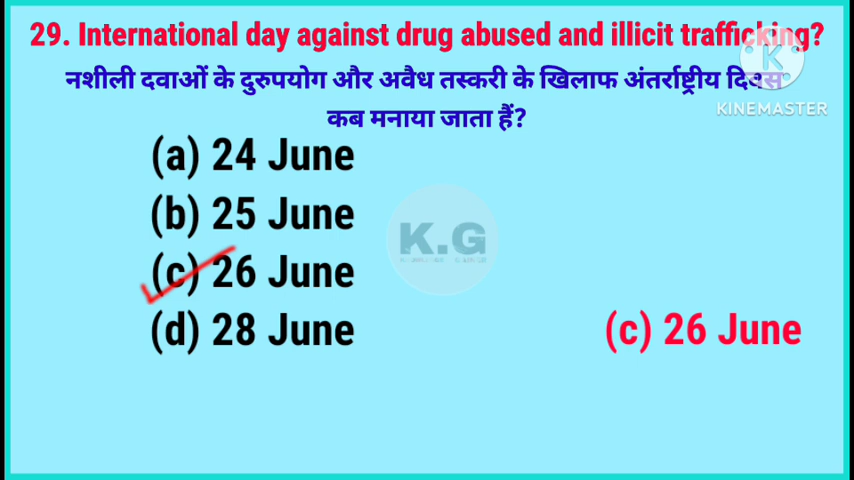 29. International day against drug abused and illicit trafficking?
नशीली दवाओं के दुरुपयोग और अवैध तस्करी के खिलाफ अंतर्राष्ट्रीय दिवस
कब मनाया जाता हैं?
K
KINEMASTER
(a) 24 June
(b) 25 June
K.G
(c) 26 June
(d) 28 June
(c) 26 June